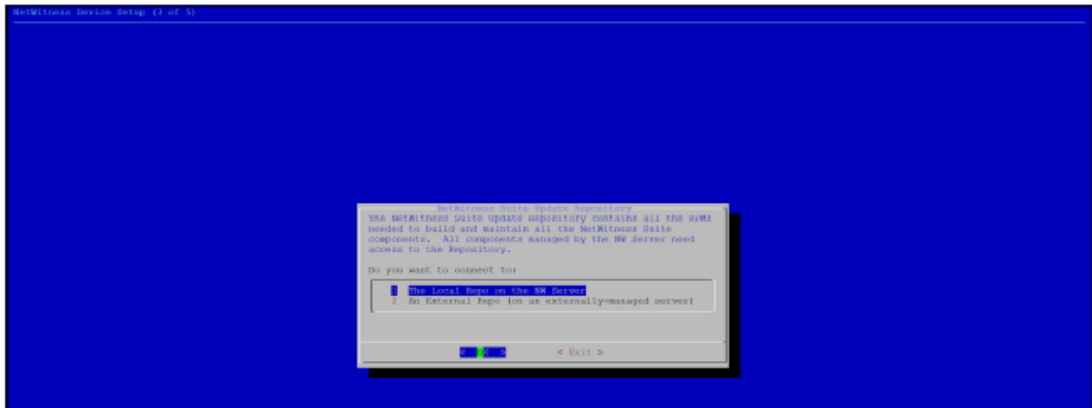 NetWitness Device Setup (3 of 5)
NetWitness Suite Update Repository
The NetWitness Suite Update Repository contains all the RPMs
needed to build and maintain all the NetWitness Suite
components. All components managed by the NW Server need
access to the Repository.
Do you want to connect to:
1 The Local Repo on the NW Server
2 An External Repo (on an externally-managed server)
< OK > < Exit >